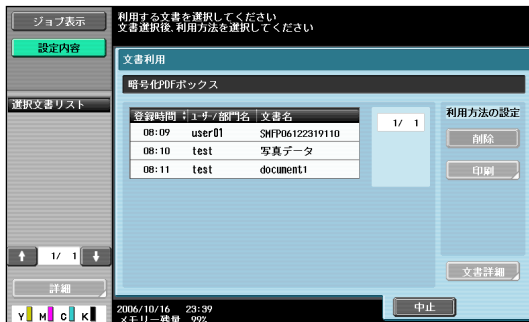 ジョブ表示
設定内容
利用する文書を選択してください
文書選択後、利用方法を選択してください
文書利用
暗号化PDFボックス
選択文書リスト
登録時間 ユーザー/部門名 文書名
08:09 user01 SMFP06122319110
08:10 test 写真データ
08:11 test document1
1/ 1
利用方法の設定
削除
印刷
文書詳細
↑ 1/ 1 ↓
詳細
Y M C K
2006/10/16 23:39
メモリー残量 99%
中止